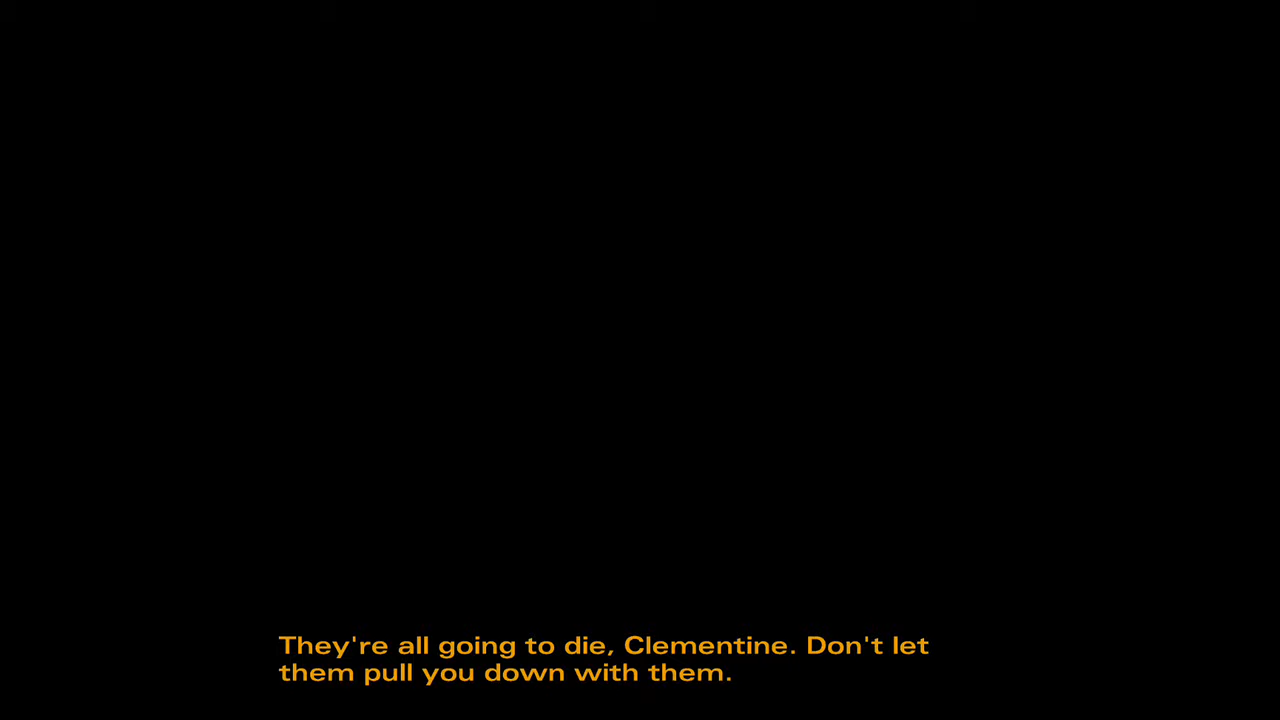 They're all going to die, Clementine. Don't let
them pull you down with them.